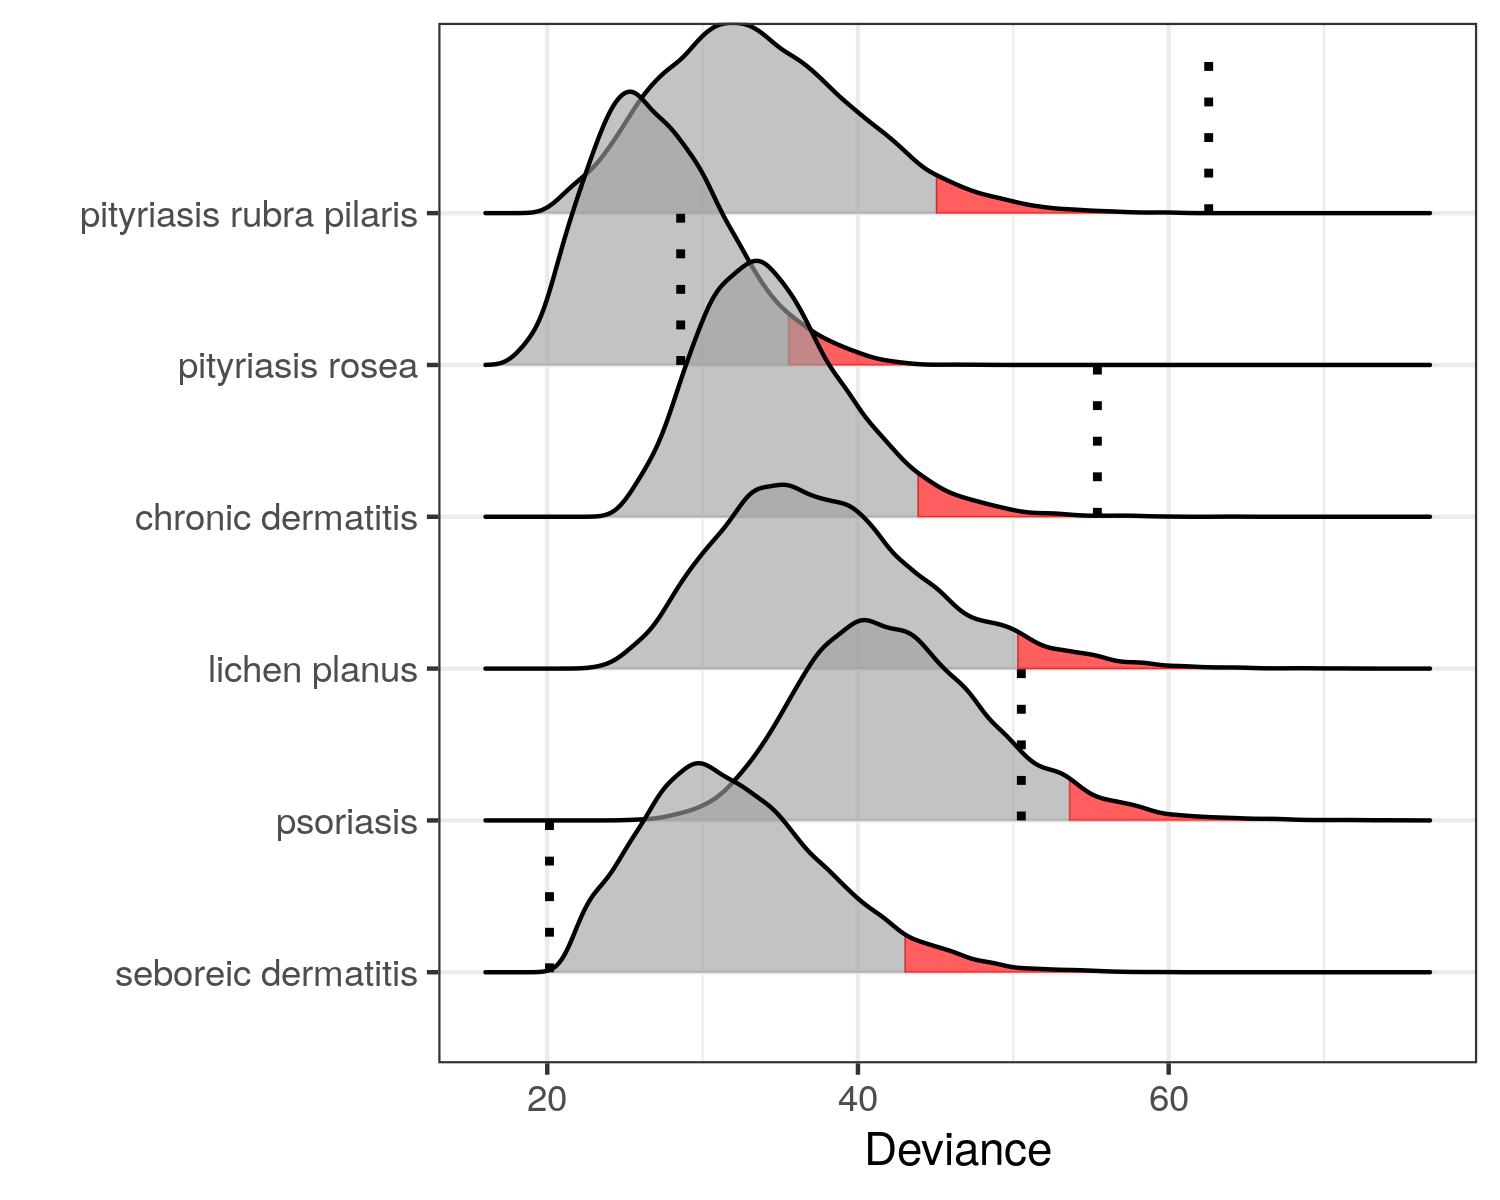 pityriasis rubra pilaris
pityriasis rosea
chronic dermatitis
lichen planus
psoriasis
seboreic dermatitis
20 40 60
Deviance